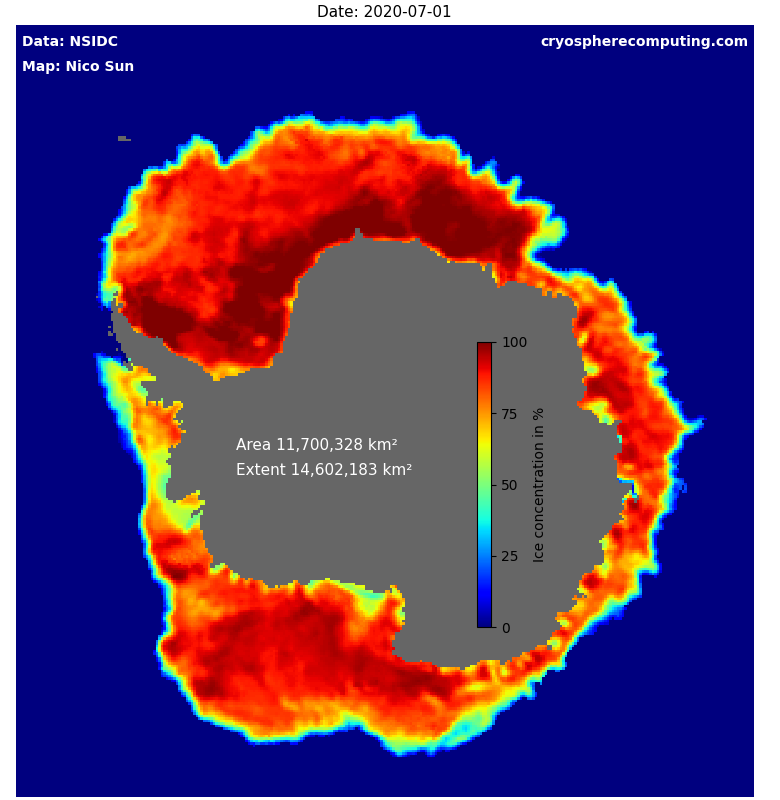 Date: 2020-07-01
Data: NSIDC
cryospherecomputing.com
Map: Nico Sun
100
75
50
25
0
Ice concentration in %
Area 11,700,328 km²
Extent 14,602,183 km²